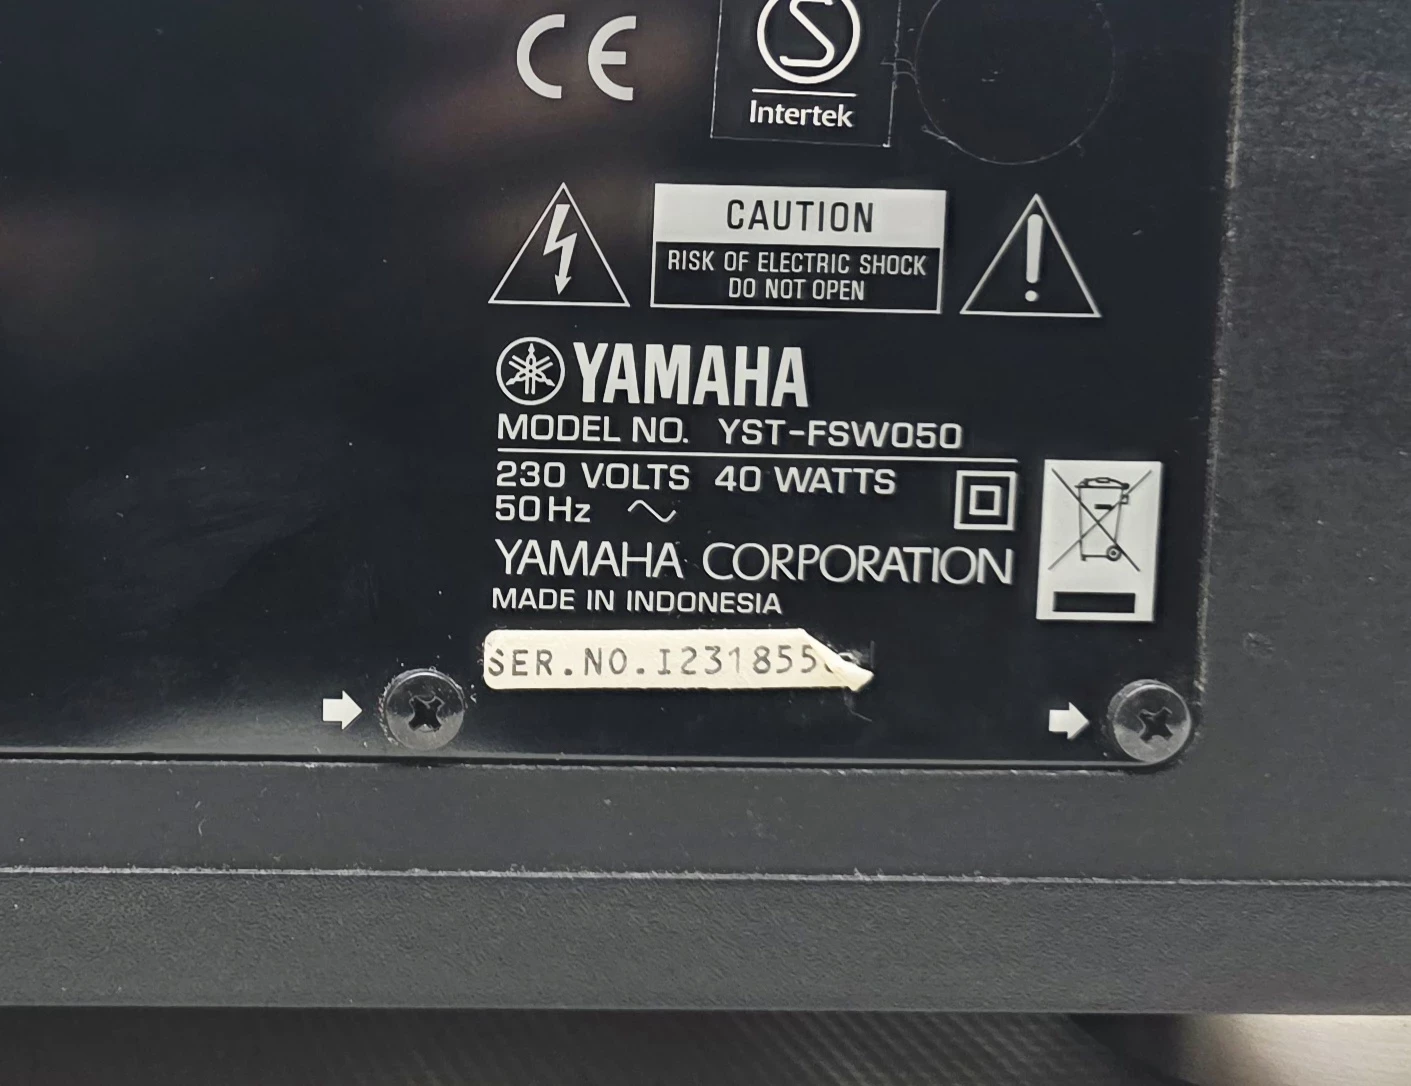 CE
S
Intertek
CAUTION
RISK OF ELECTRIC SHOCK
DO NOT OPEN
YAMAHA
MODEL NO. YST-FSW050
230 VOLTS 40 WATTS
50Hz ~
YAMAHA CORPORATION
MADE IN INDONESIA
SER.NO.